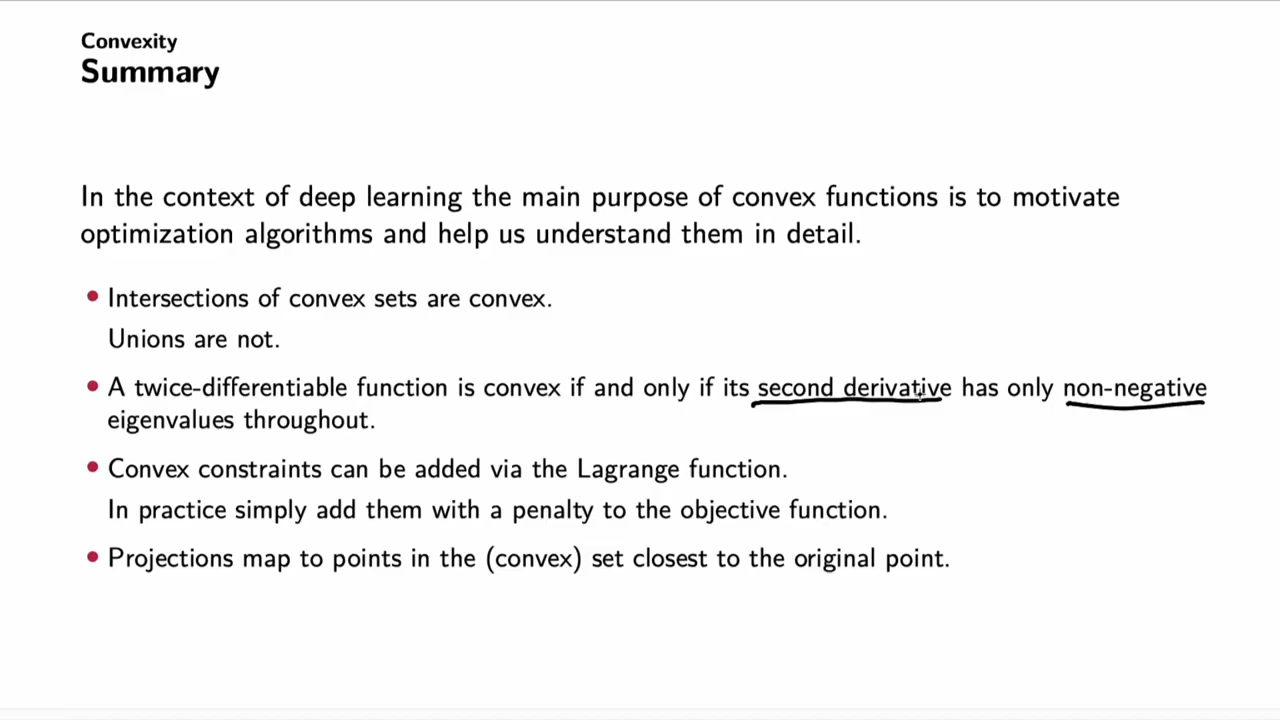 Convexity
Summary
In the context of deep learning the main purpose of convex functions is to motivate
optimization algorithms and help us understand them in detail.
• Intersections of convex sets are convex.
Unions are not.
• A twice-differentiable function is convex if and only if its second derivative has only non-negative
eigenvalues throughout.
• Convex constraints can be added via the Lagrange function.
In practice simply add them with a penalty to the objective function.
• Projections map to points in the (convex) set closest to the original point.